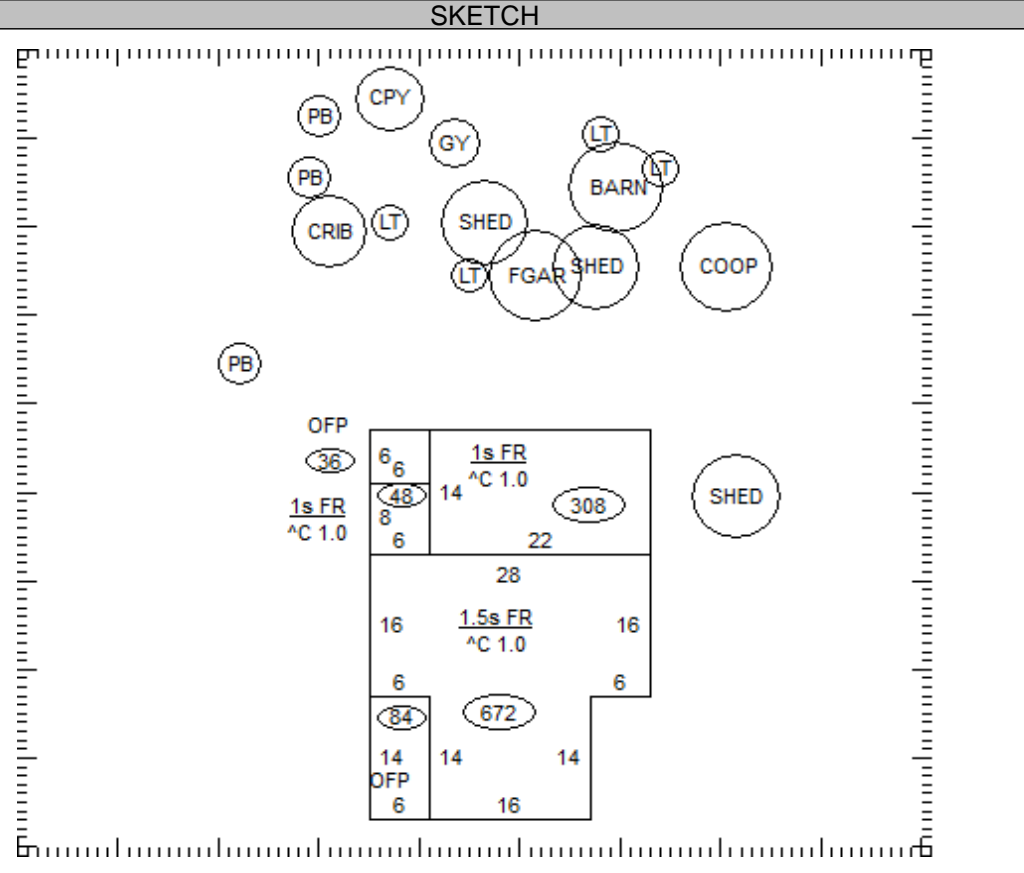 SKETCH
CPY
PB
GY
LT
LT
PB
BARN
CRIB
LT
SHED
LT
FGAR
SHED
COOP
PB
OFP
36
6
6
1s FR
^C 1.0
48
14
308
SHED
1s FR
^C 1.0
8
6
22
28
16
1.5s FR
^C 1.0
16
6
6
84
672
14
14
14
OFP
6
16